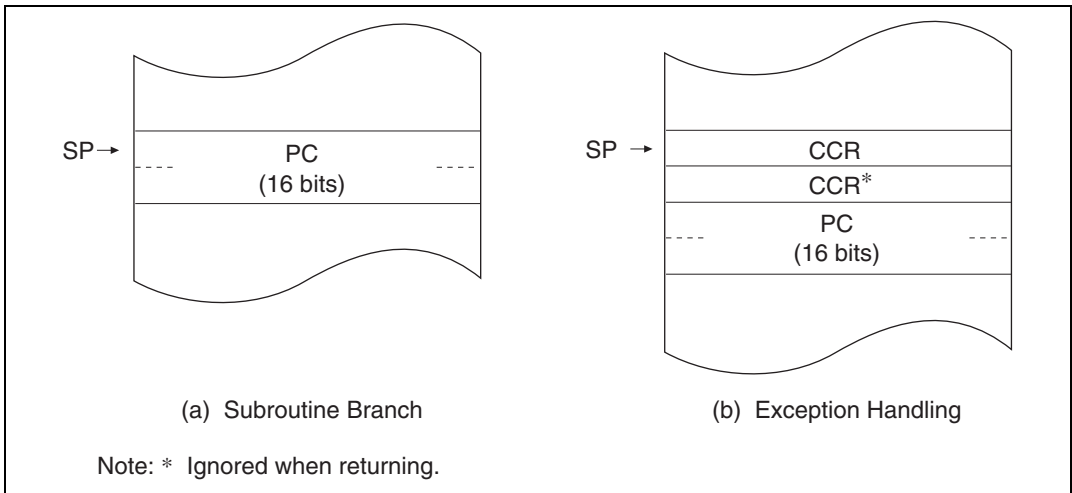 SP
PC
(16 bits)
(a) Subroutine Branch
SP
CCR
CCR*
PC
(16 bits)
(b) Exception Handling
Note: * Ignored when returning.